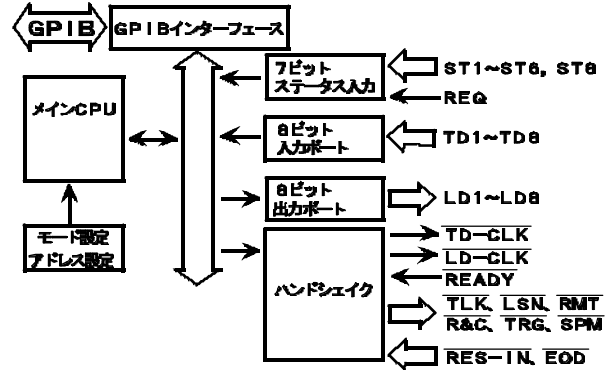 GPIB
GPIBインターフェース
7ビット
ステータス入力
ST1~ST6, ST8
REQ
メインCPU
8ビット
入力ポート
TD1~TD8
8ビット
出力ポート
LD1~LD8
モード設定
アドレス設定
ハンドシェイク
TD-CLK
LD-CLK
READY
TLK、LSN、RMT
R&C、TRG、SPM
RES-IN、EOD